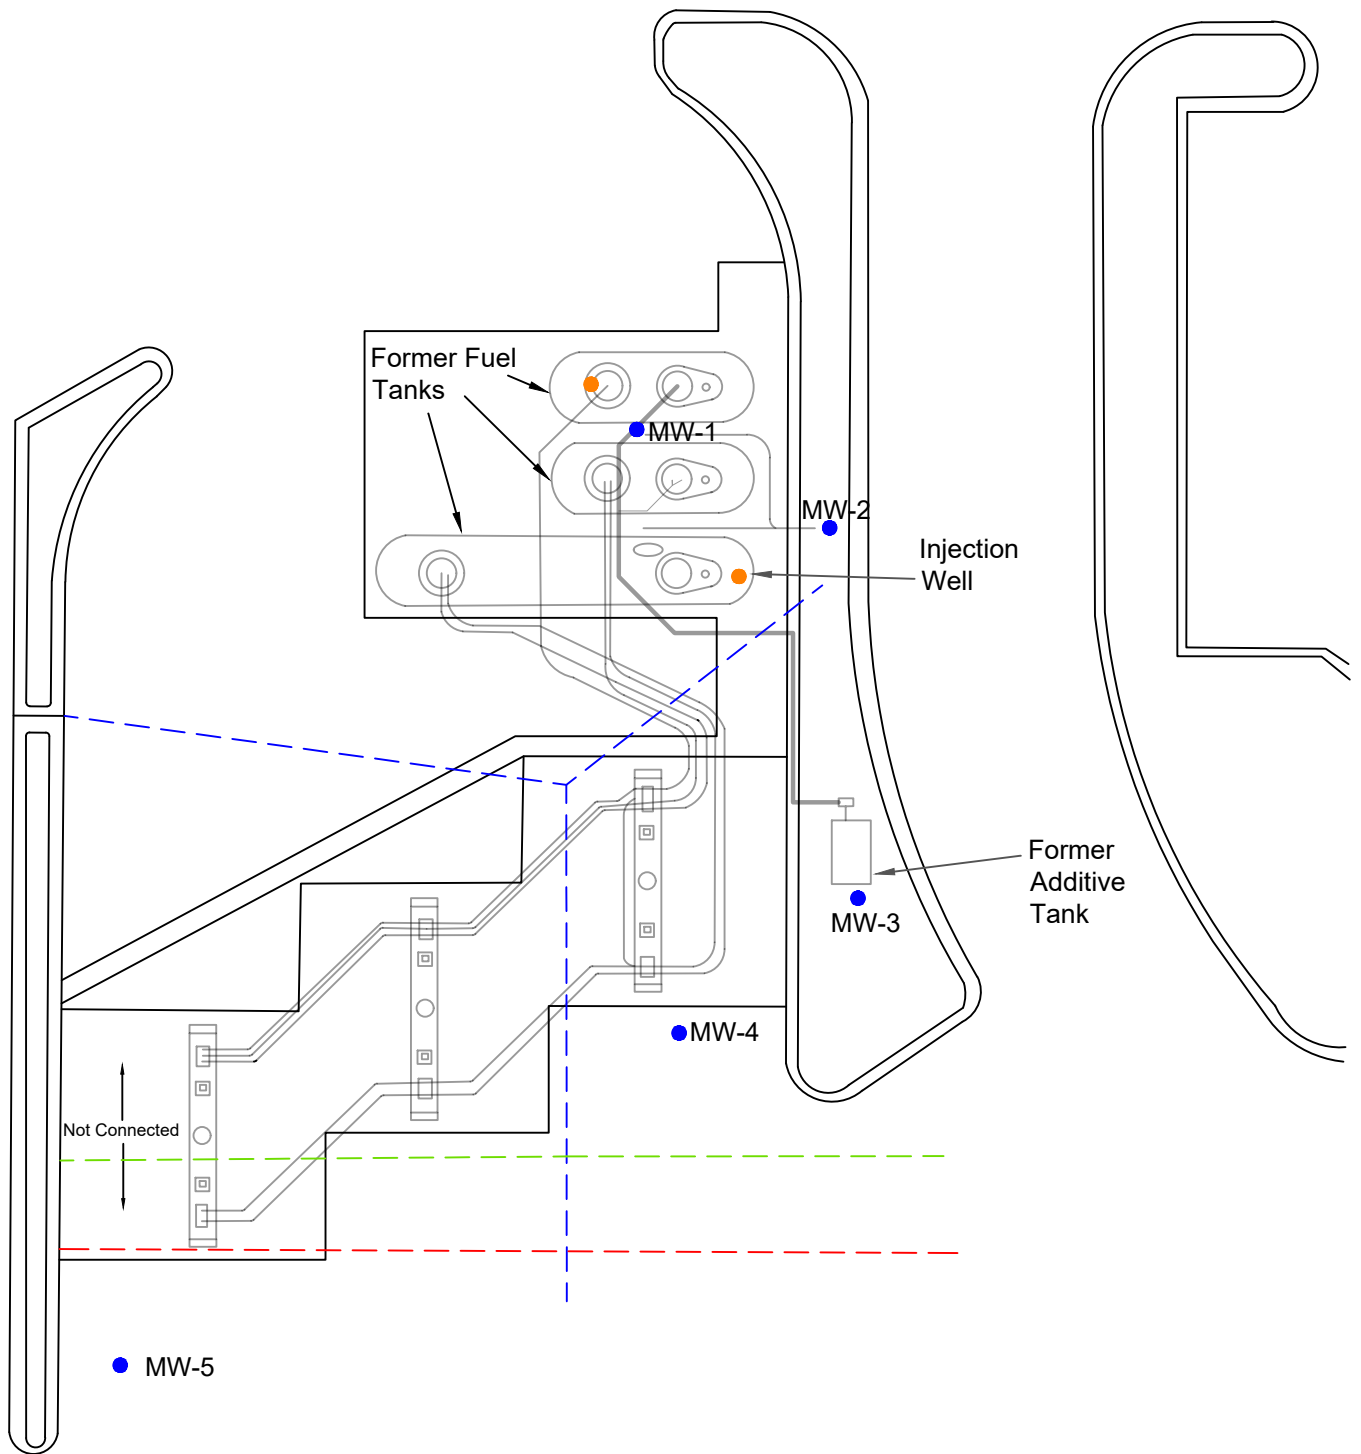 Former Fuel
Tanks
MW-1
MW-2
Injection
Well
Former
Additive
Tank
MW-3
MW-4
Not Connected
MW-5